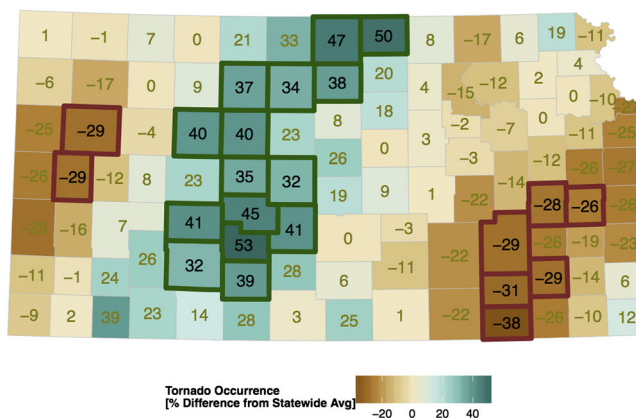 1 −1 7 0 21 33 47 50 8 −17 6 19 −11
−6 −17 0 9 37 34 38 20 4 −15 −12 2 4
0 −10
−25 −29 −4 40 40 23 8 18 3 −2 −7 0 −11
−26 −29 −12 8 23 35 32 26 0 −3 −12 −26 −27
19 9 1 −22 −14 −28 −26 −26
−29 −16 7 41 45 41 0 −3 −29 −26 −19 −23
26 32 53 −22
−11 −1 24 39 28 6 −11 −31 −29 −14 6
−9 2 39 23 14 28 3 25 1 −22 −38 −26 −10 12
Tornado Occurrence
[% Difference from Statewide Avg]
−20 0 20 40